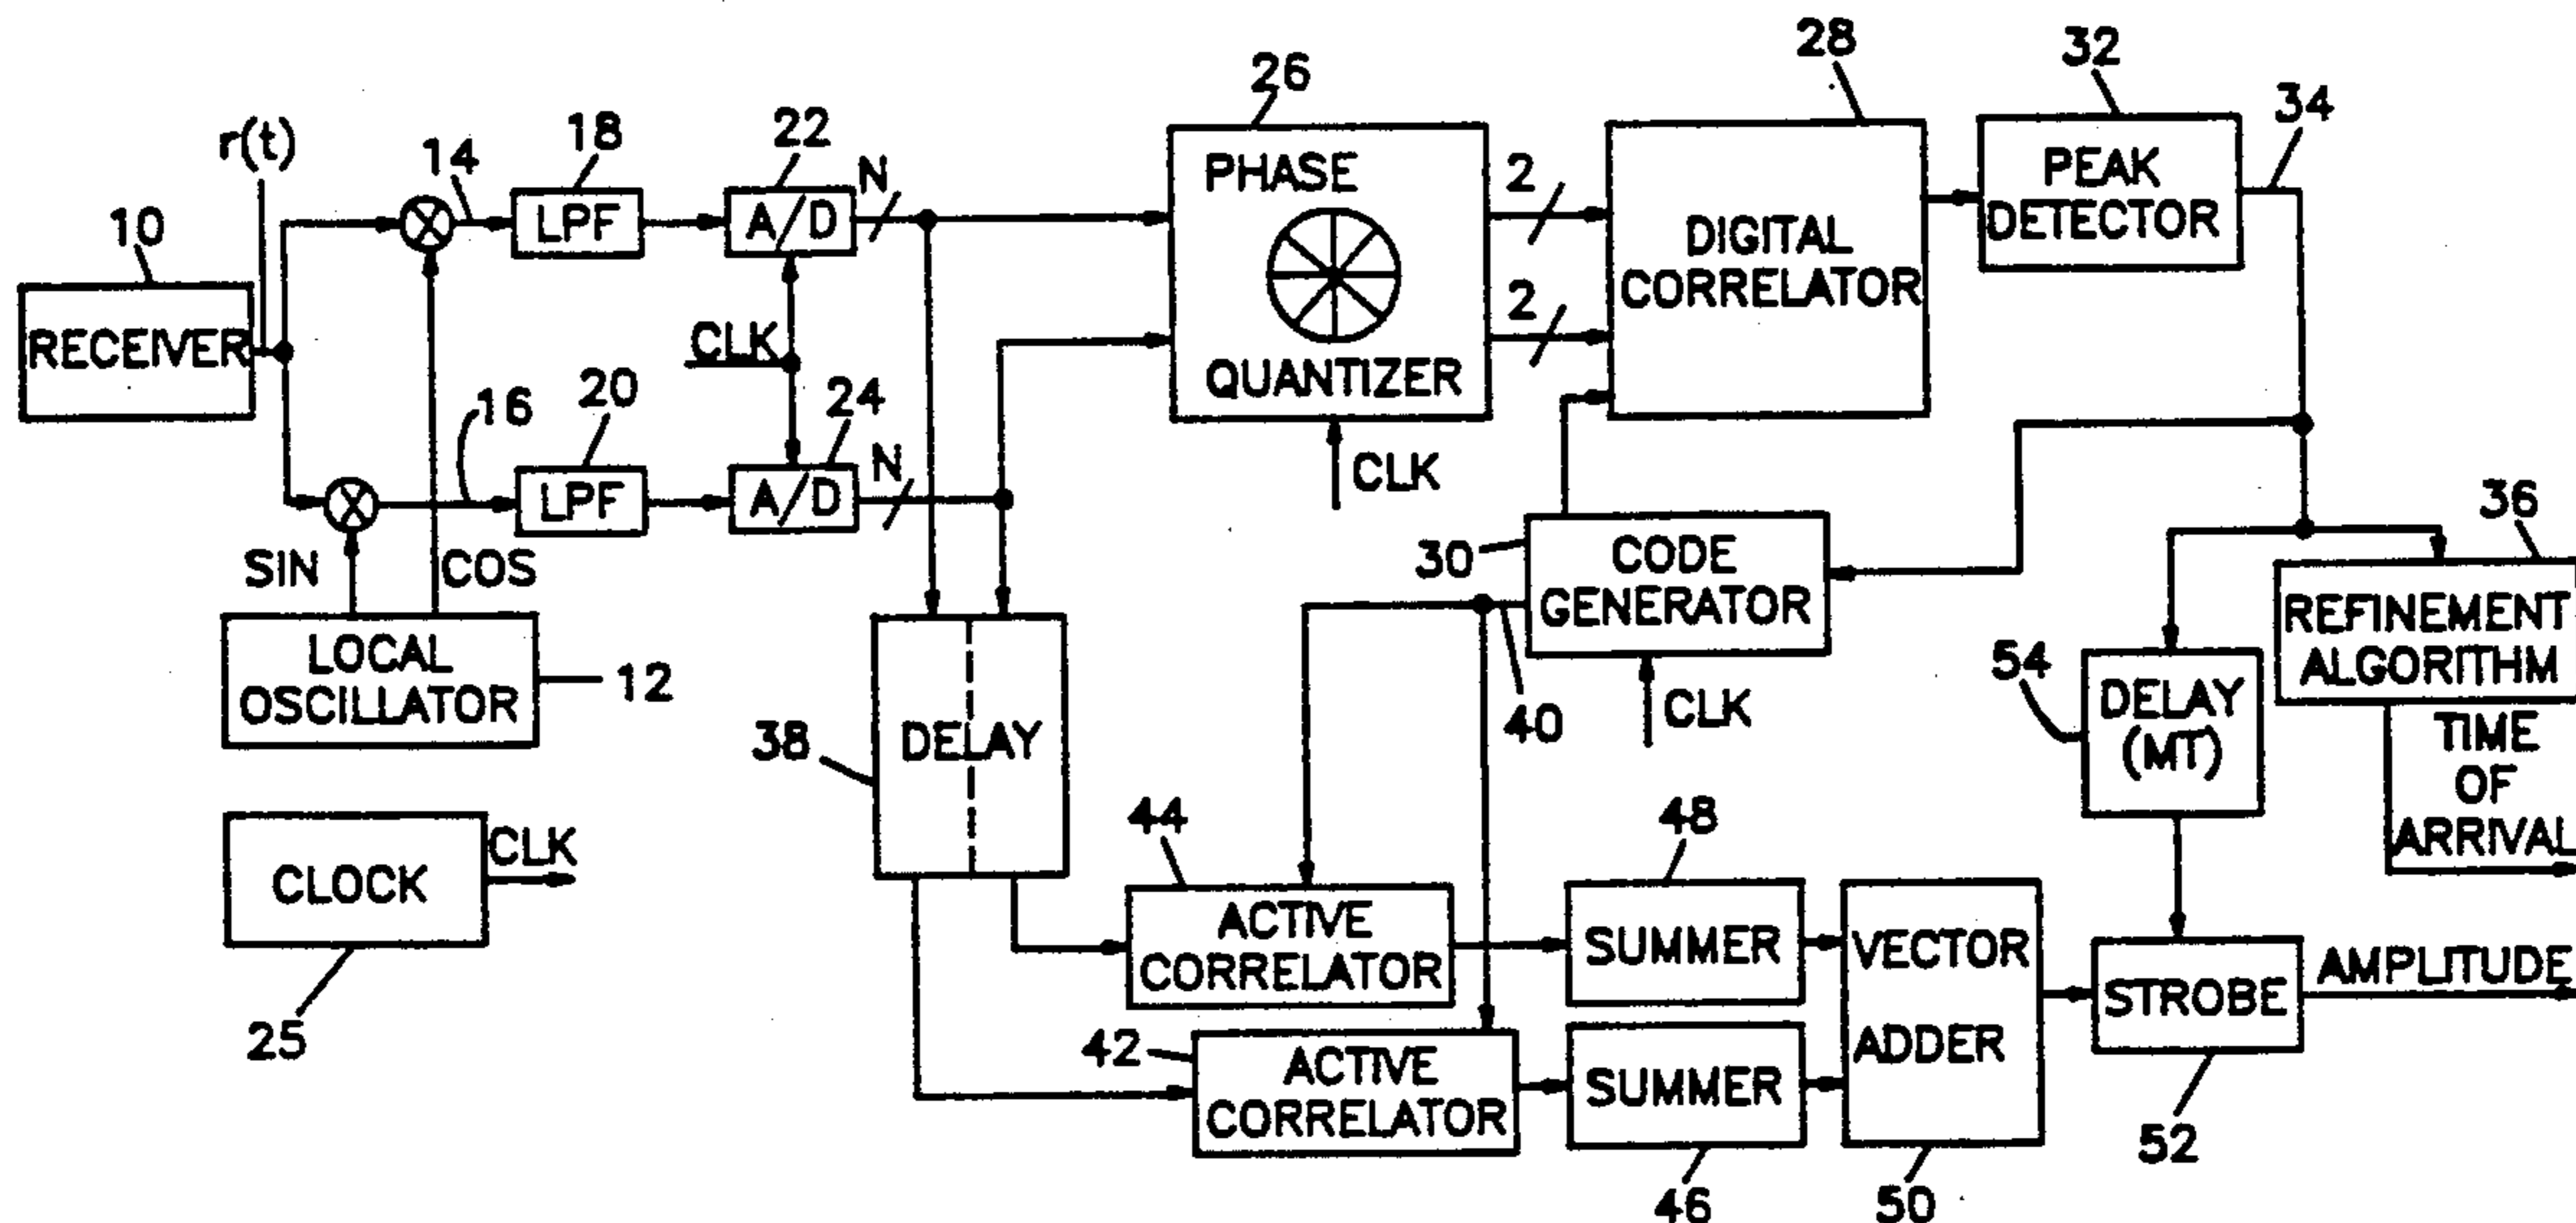 28
32
26
34
r(t)
14
18
22
N
PHASE
QUANTIZER
2
2
DIGITAL
CORRELATOR
PEAK
DETECTOR
10
LPF
A/D
RECEIVER
CLK
16
20
24
N
LPF
A/D
CLK
SIN
COS
30
CODE
GENERATOR
36
REFINEMENT
ALGORITHM
LOCAL
OSCILLATOR
12
38
DELAY
40
CLK
54
DELAY
(MT)
TIME
OF
ARRIVAL
CLOCK
CLK
25
44
ACTIVE
CORRELATOR
48
SUMMER
VECTOR
ADDER
STROBE
AMPLITUDE
42
ACTIVE
CORRELATOR
SUMMER
46
50
52